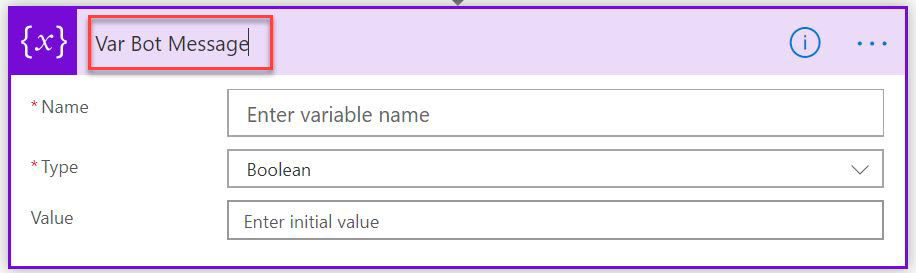 {x} Var Bot Message i ...
* Name Enter variable name
* Type Boolean
Value Enter initial value